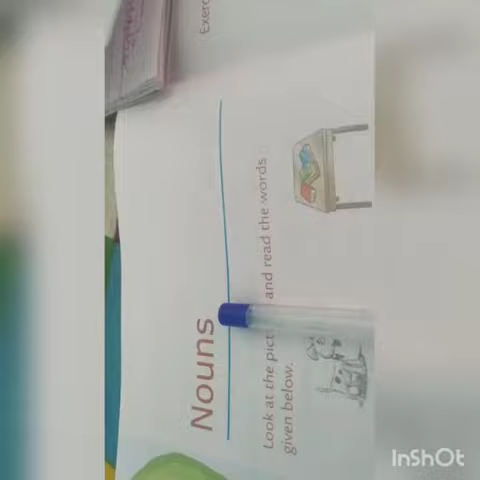 Exerc
Nouns
Look at the pict and read the words
given below.
InShOt